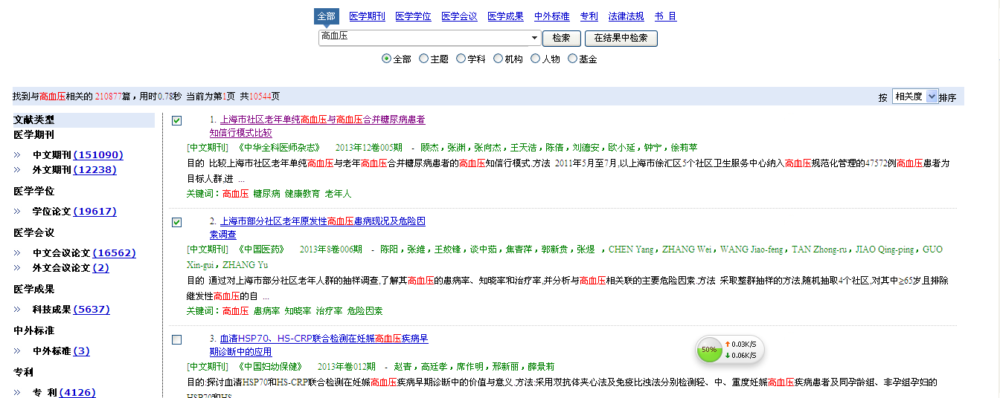 全部 医学期刊 医学学位 医学会议 医学成果 中外标准 专利 法律法规 书 目
高血压 检索 在结果中检索
全部 主题 学科 机构 人物 基金
找到与高血压相关的 210877篇，用时0.78秒 当前为第1页 共10544页 按 相关度 排序
文献类型
医学期刊
» 中文期刊 (151090)
» 外文期刊 (12238)
医学学位
» 学位论文 (19617)
医学会议
» 中文会议论文 (16562)
» 外文会议论文 (2)
医学成果
» 科技成果 (5637)
中外标准
» 中外标准 (3)
专利
» 专 利 (4126)
1. 上海市社区老年单纯高血压与高血压合并糖尿病患者
知信行模式比较
[中文期刊] 《中华全科医师杂志》 2013年12卷005期 - 顾杰，张渊，张向杰，王天浩，陈倩，刘德安，欧小延，钟宁，徐莉苹
目的 比较上海市社区老年单纯高血压与老年高血压合并糖尿病患者的高血压知信行模式.方法 2011年5月至7月,以上海市徐汇区5个社区卫生服务中心纳入高血压规范化管理的47572例高血压患者为
目标人群,进 ...
关键词：高血压 糖尿病 健康教育 老年人
2. 上海市部分社区老年原发性高血压患病现况及危险因
素调查
[中文期刊] 《中国医药》 2013年8卷006期 - 陈阳，张维，王姣锋，谈中茹，焦青萍，郭新贵，张煜 ，CHEN Yang，ZHANG Wei，WANG Jiao-feng，TAN Zhong-ru，JIAO Qing-ping，GUO
Xin-gui，ZHANG Yu
目的 通过对上海市部分社区老年人群的抽样调查,了解其高血压的患病率、知晓率和治疗率,并分析与高血压相关联的主要危险因素.方法 采取整群抽样的方法,随机抽取4个社区,对其中≥65岁且排除
继发性高血压的自 ...
关键词：高血压 患病率 知晓率 治疗率 危险因素
3. 血清HSP70、HS-CRP联合检测在妊娠高血压疾病早
期诊断中的应用
[中文期刊] 《中国妇幼保健》 2013年卷012期 - 赵青，高廷孝，席作明，邢新丽，薛景莉
目的:探讨血清HSP70和HS-CRP联合检测在妊娠高血压疾病早期诊断中的价值与意义.方法:采用双抗体夹心法及免疫比浊法分别检测轻、中、重度妊娠高血压疾病患者及同孕龄组、非孕组孕妇的
HSP70和HS-
50% 0.03K/S
0.06K/S